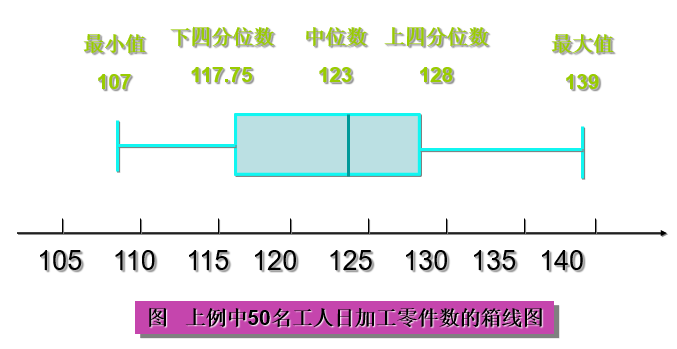 最小值 下四分位数 中位数 上四分位数 最大值
107 117.75 123 128 139
105 110 115 120 125 130 135 140
图 上例中50名工人日加工零件数的箱线图